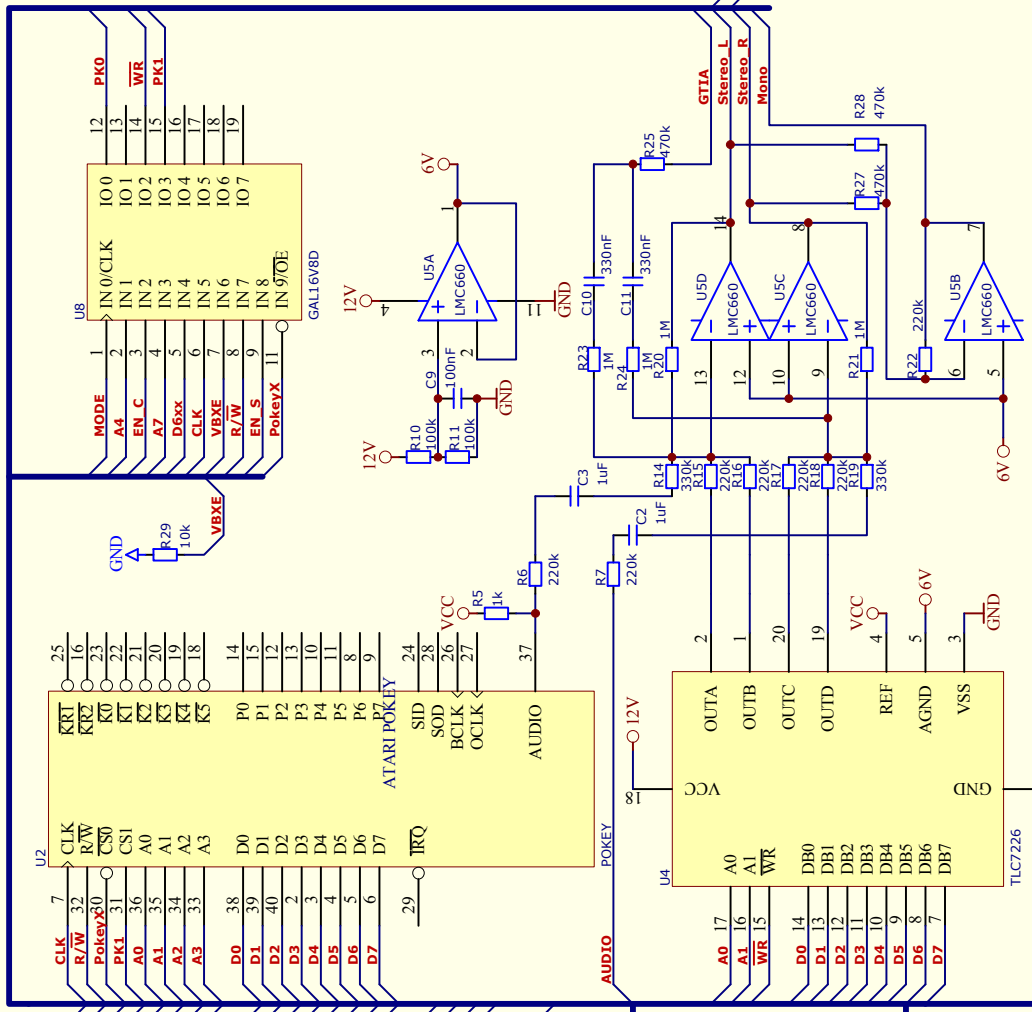 PK0
WR
PK1
12
13
14
15
16
17
18
19
IO 0
IO 1
IO 2
IO 3
IO 4
IO 5
IO 6
IO 7
U8
GAL16V8D
IN 0/CLK
IN 1
IN 2
IN 3
IN 4
IN 5
IN 6
IN 7
IN 8
IN 9/OE
1
2
3
4
5
6
7
8
9
11
MODE
A4
EN_C
A7
D6xx
CLK
VBXE
R/W
EN_S
PokeyX
VBXE
GND
R29
10k
6V
1
U5A
LMC660
12V
4
11
GND
3
2
C9
100nF
GND
12V
R10
100k
R11
100k
GTIA
Stereo_L
Stereo_R
Mono
R25
470k
R28
470k
R27
470k
C10
330nF
C11
330nF
R23
1M
R24
1M
R20
1M
14
U5D
LMC660
13
12
8
U5C
LMC660
10
9
R21
1M
220k
R22
7
U5B
LMC660
6
5
6V
R14
330k
R15
220k
R16
220k
R17
220k
R18
220k
R19
330k
C3
1uF
C2
1uF
R6
220k
R7
220k
R5
1k
VCC
25
16
23
22
21
20
19
18
14
15
12
13
10
11
8
9
24
28
26
27
37
KR1
KR2
K0
K1
K2
K3
K4
K5
P0
P1
P2
P3
P4
P5
P6
P7
SID
SOD
BCLK
OCLK
AUDIO
ATARI POKEY
U2
POKEY
CLK
R/W
CS0
CS1
A0
A1
A2
A3
D0
D1
D2
D3
D4
D5
D6
D7
IRQ
7
32
30
31
36
35
34
33
38
39
40
2
3
4
5
6
29
CLK
R/W
PokeyX
PK1
A0
A1
A2
A3
D0
D1
D2
D3
D4
D5
D6
D7
AUDIO
2
1
20
19
4
5
3
VCC
6V
GND
OUTA
OUTB
OUTC
OUTD
REF
AGND
VSS
12V
18
VCC
GND
U4
TLC7226
A0
A1
WR
DB0
DB1
DB2
DB3
DB4
DB5
DB6
DB7
17
16
15
14
13
12
11
10
9
8
7
A0
A1
WR
D0
D1
D2
D3
D4
D5
D6
D7